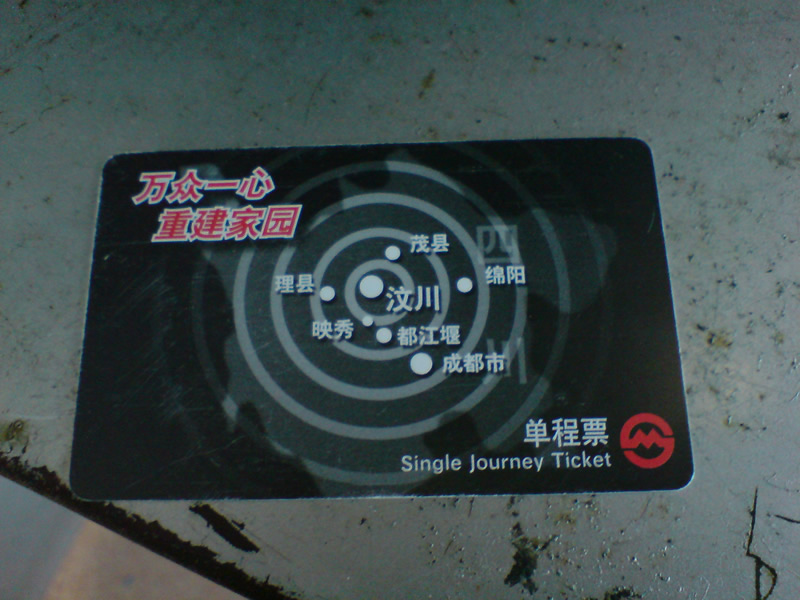 万众一心
重建家园
四
川
茂县
理县
汶川
绵阳
映秀
都江堰
成都市
单程票
Single Journey Ticket